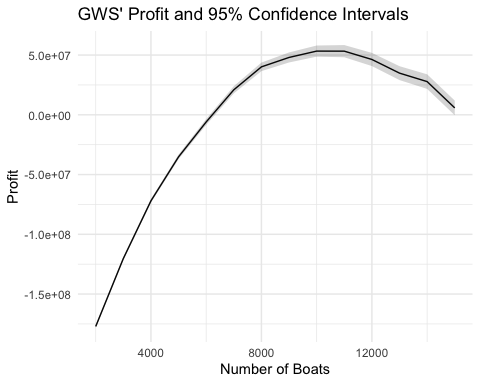 GWS' Profit and 95% Confidence Intervals
5.0e+07
0.0e+00
-5.0e+07
-1.0e+08
-1.5e+08
Profit
4000 8000 12000
Number of Boats